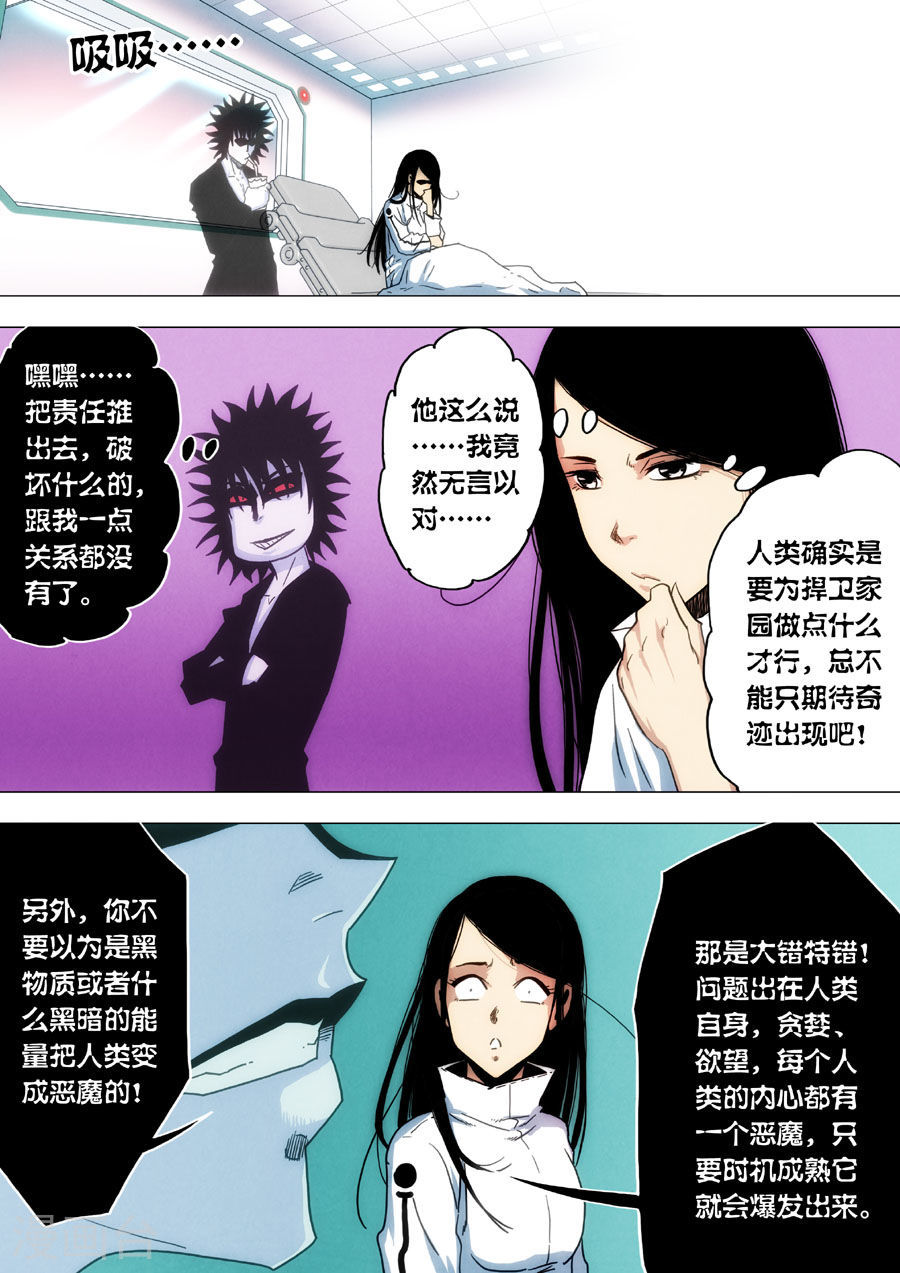 吸吸……
嘿嘿……
把责任推
出去，破
坏什么的，
跟我一点
关系都没
有了。
他这么说
……我竟
然无言以
对……
人类确实是
要为捍卫家
园做点什么
才行，总不
能只期待奇
迹出现吧！
另外，你不
要以为是黑
物质或者什
么黑暗的能
量把人类变
成恶魔的！
那是大错特错！
问题出在人类
自身，贪婪、
欲望，每个人
类的内心都有
一个恶魔，只
要时机成熟它
就会爆发出来。
漫画台